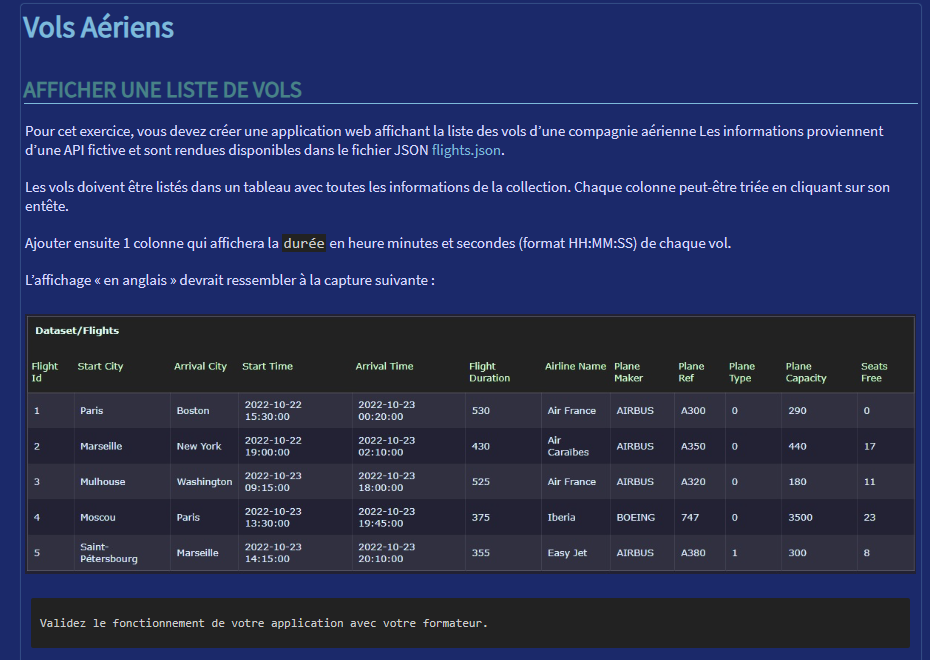 Vols Aériens
AFFICHER UNE LISTE DE VOLS
Pour cet exercice, vous devez créer une application web affichant la liste des vols d’une compagnie aérienne Les informations proviennent
d’une API fictive et sont rendues disponibles dans le fichier JSON flights.json.
Les vols doivent être listés dans un tableau avec toutes les informations de la collection. Chaque colonne peut-être triée en cliquant sur son
entête.
Ajouter ensuite 1 colonne qui affichera la durée en heure minutes et secondes (format HH:MM:SS) de chaque vol.
L’affichage « en anglais » devrait ressembler à la capture suivante :
Dataset/Flights
Flight Id Start City Arrival City Start Time Arrival Time Flight Duration Airline Name Plane Maker Plane Ref Plane Type Plane Capacity Seats Free
1 Paris Boston 2022-10-22 15:30:00 2022-10-23 00:20:00 530 Air France AIRBUS A300 0 290 0
2 Marseille New York 2022-10-22 19:00:00 2022-10-23 02:10:00 430 Air Caraibes AIRBUS A350 0 440 17
3 Mulhouse Washington 2022-10-23 09:15:00 2022-10-23 18:00:00 525 Air France AIRBUS A320 0 180 11
4 Moscou Paris 2022-10-23 13:30:00 2022-10-23 19:45:00 375 Iberia BOEING 747 0 3500 23
5 Saint-Pétersbourg Marseille 2022-10-23 14:15:00 2022-10-23 20:10:00 355 Easy Jet AIRBUS A380 1 300 8
Validez le fonctionnement de votre application avec votre formateur.